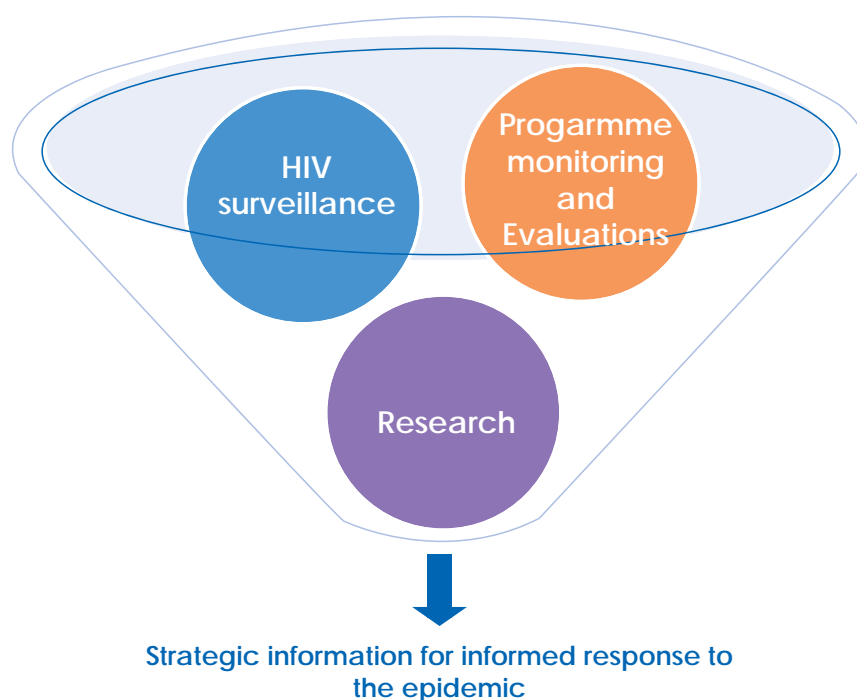 HIV
surveillance
Progarmme
monitoring
and
Evaluations
Research
Strategic information for informed response to
the epidemic